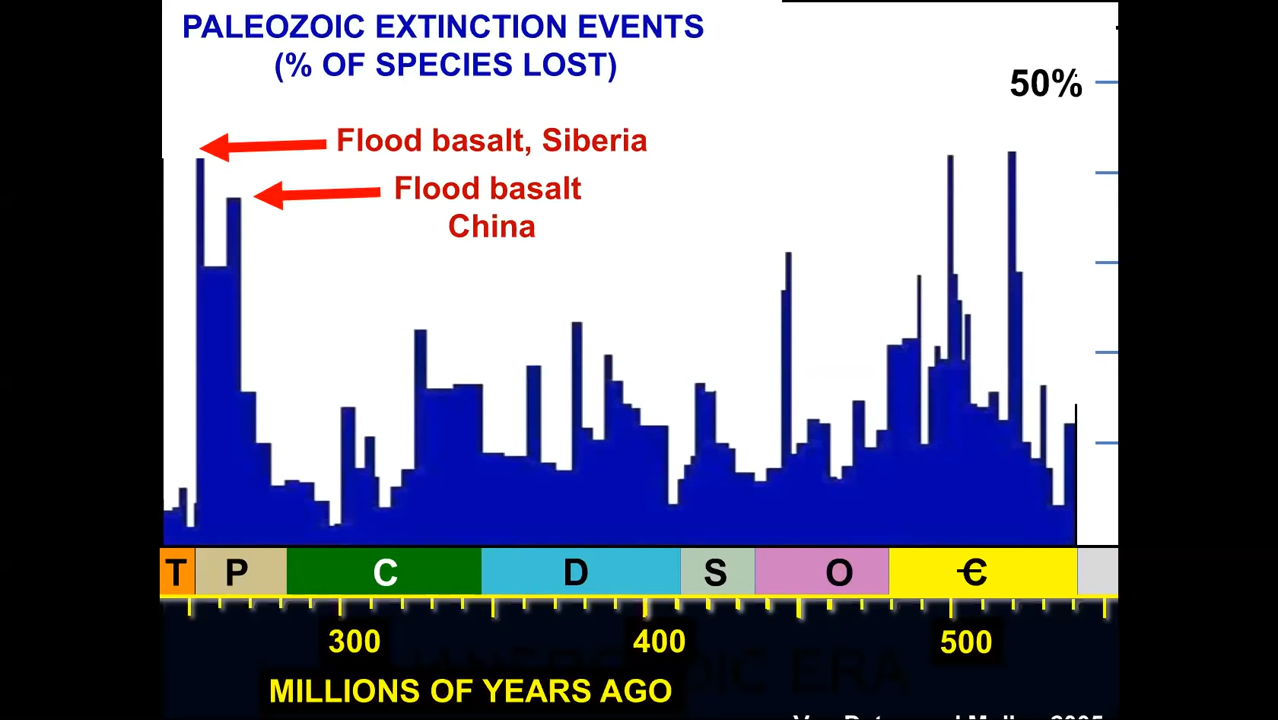 PALEOZOIC EXTINCTION EVENTS
(% OF SPECIES LOST)
50%
Flood basalt, Siberia
Flood basalt
China
T P C D S O €
300 400 500
MILLIONS OF YEARS AGO